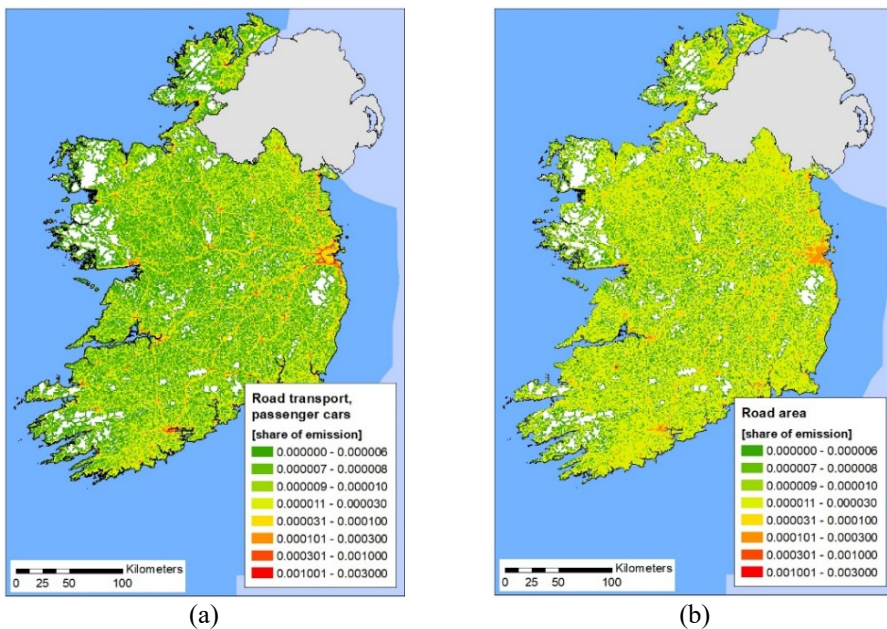 Road transport,
passenger cars
[share of emission]
0.000000 - 0.000006
0.000007 - 0.000008
0.000009 - 0.000010
0.000011 - 0.000030
0.000031 - 0.000100
0.000101 - 0.000300
0.000301 - 0.001000
0.001001 - 0.003000
Kilometers
0 25 50 100
(a)
Road area
[share of emission]
0.000000 - 0.000006
0.000007 - 0.000008
0.000009 - 0.000010
0.000011 - 0.000030
0.000031 - 0.000100
0.000101 - 0.000300
0.000301 - 0.001000
0.001001 - 0.003000
Kilometers
0 25 50 100
(b)